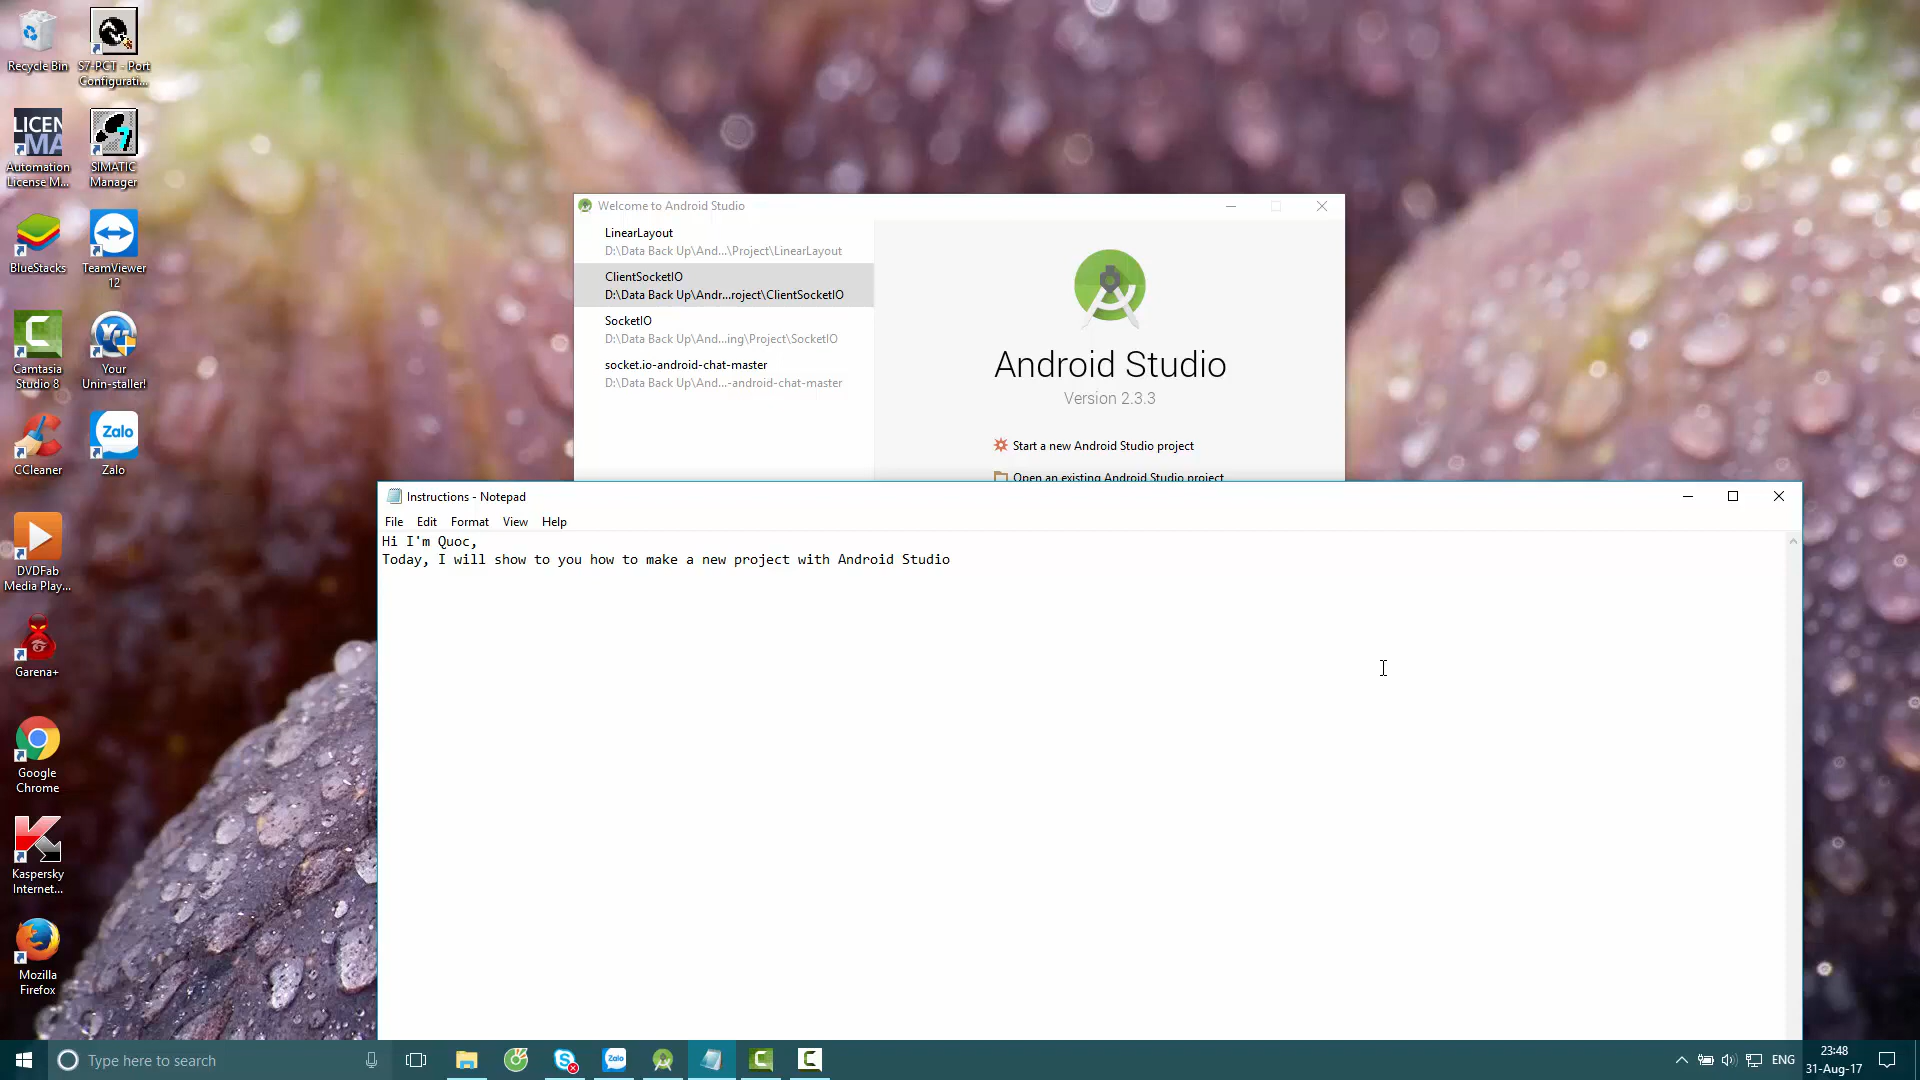 Recycle Bin
S7-PCT - Port
Configurati...
LICEN
MA
Automation
License M...
SIMATIC
Manager
BlueStacks
TeamViewer
12
Camtasia
Studio 8
Your
Unin-staller!
CCleaner
Zalo
Zalo
DVDFab
Media Play...
Garena+
Google
Chrome
Kaspersky
Internet...
Mozilla
Firefox
Welcome to Android Studio
LinearLayout
D:\Data Back Up\And...\Project\LinearLayout
ClientSocketIO
D:\Data Back Up\Andr...roject\ClientSocketIO
SocketIO
D:\Data Back Up\And...ing\Project\SocketIO
socket.io-android-chat-master
D:\Data Back Up\And...-android-chat-master
Android Studio
Version 2.3.3
Start a new Android Studio project
Open an existing Android Studio project
Instructions - Notepad
File Edit Format View Help
Hi I'm Quoc,
Today, I will show to you how to make a new project with Android Studio
Type here to search
Zalo
ENG
23:48
31-Aug-17